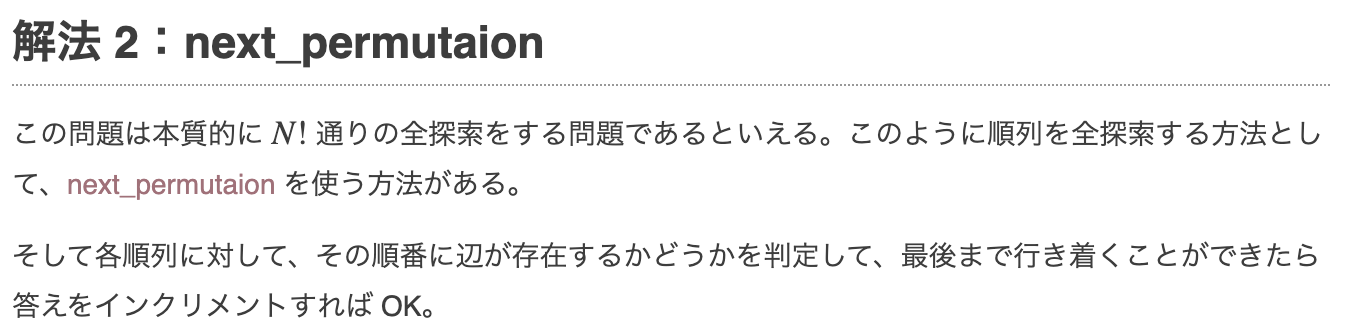 解法 2：next_permutaion
この問題は本質的に N! 通りの全探索をする問題であるといえる。このように順列を全探索する方法とし
て、next_permutaion を使う方法がある。
そして各順列に対して、その順番に辺が存在するかどうかを判定して、最後まで行き着くことができたら
答えをインクリメントすれば OK。